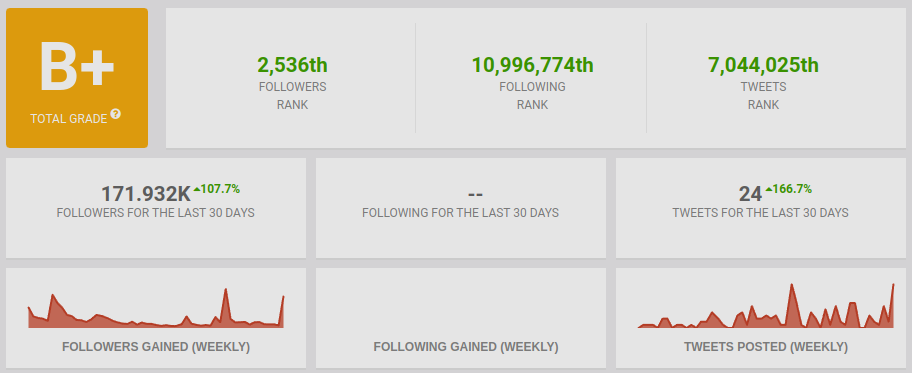 B+
TOTAL GRADE ?
2,536th
FOLLOWERS
RANK
10,996,774th
FOLLOWING
RANK
7,044,025th
TWEETS
RANK
171.932K 107.7%
FOLLOWERS FOR THE LAST 30 DAYS
--
FOLLOWING FOR THE LAST 30 DAYS
24 166.7%
TWEETS FOR THE LAST 30 DAYS
FOLLOWERS GAINED (WEEKLY)
FOLLOWING GAINED (WEEKLY)
TWEETS POSTED (WEEKLY)